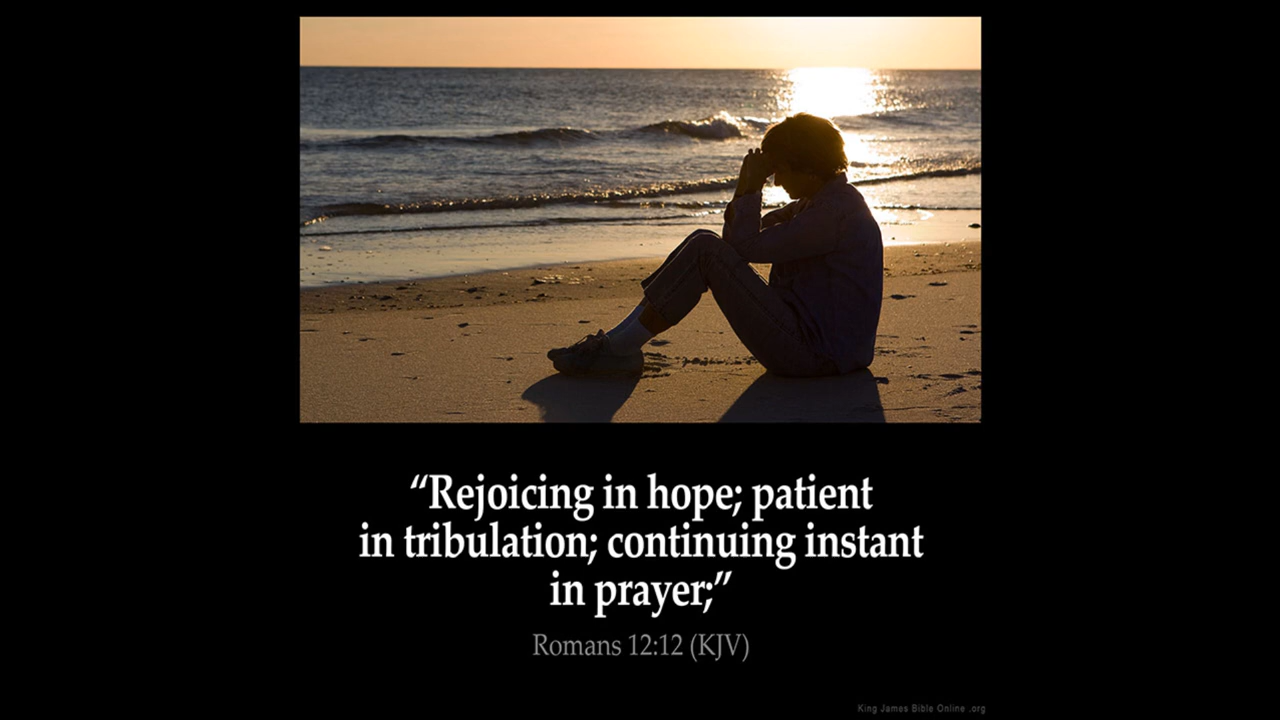 “Rejoicing in hope; patient
in tribulation; continuing instant
in prayer;”
Romans 12:12 (KJV)
King James Bible Online .org